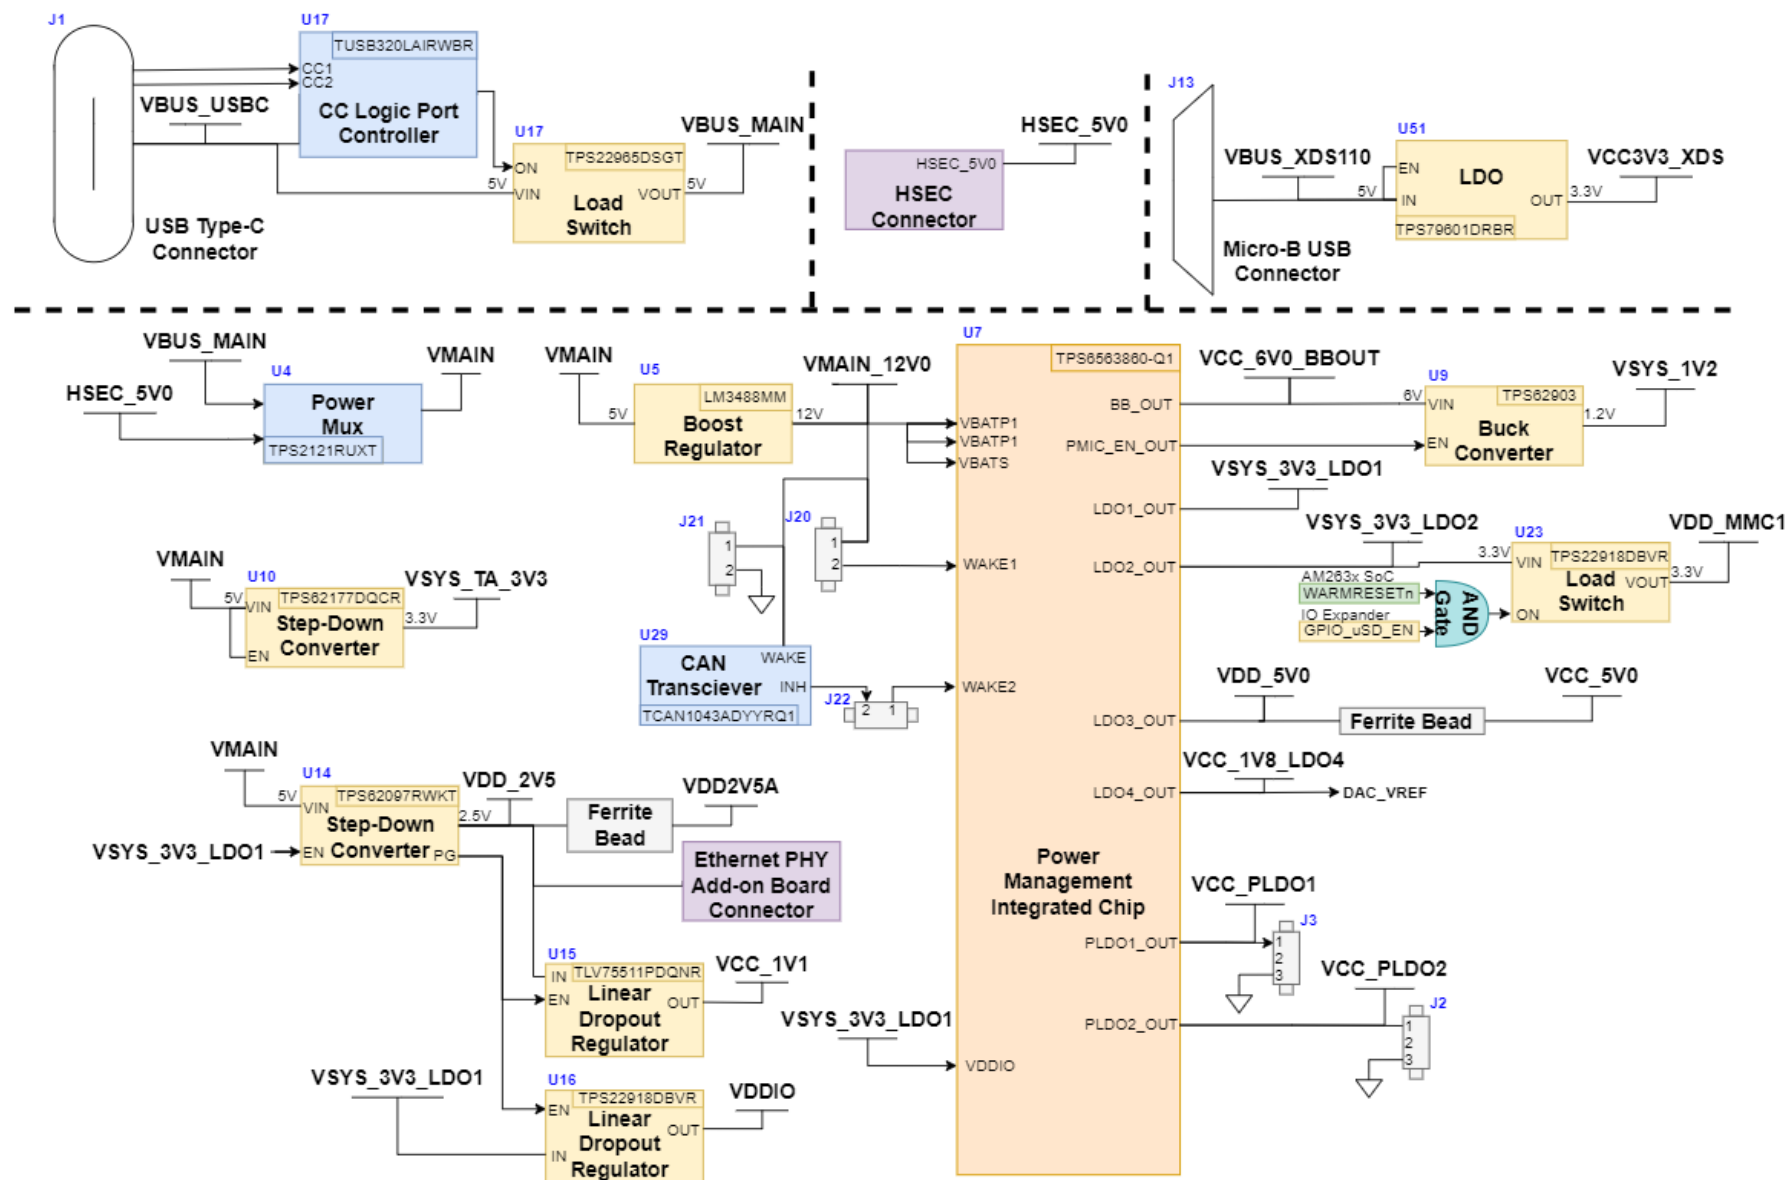 J1
U17
TUSB320LAIRWBR
CC1
CC2
CC Logic Port
Controller
VBUS_USBC
USB Type-C
Connector
U17
TPS22965DSGT
ON
5V
VIN
VOUT
5V
Load
Switch
VBUS_MAIN
HSEC_5V0
HSEC_5V0
HSEC
Connector
J13
Micro-B USB
Connector
VBUS_XDS110
5V
U51
EN
LDO
IN
OUT
TPS79601DRBR
3.3V
VCC3V3_XDS
VBUS_MAIN
HSEC_5V0
U4
Power
Mux
TPS2121RUXT
VMAIN
VMAIN
5V
U5
LM3488MM
Boost
Regulator
12V
VMAIN_12V0
U7
TPS6563860-Q1
VBATP1
VBATP1
VBATS
WAKE1
WAKE2
VDDIO
BB_OUT
PMIC_EN_OUT
LDO1_OUT
LDO2_OUT
LDO3_OUT
LDO4_OUT
PLDO1_OUT
PLDO2_OUT
Power
Management
Integrated Chip
VCC_6V0_BBOUT
6V
U9
TPS62903
VIN
EN
Buck
Converter
1.2V
VSYS_1V2
VSYS_3V3_LDO1
VSYS_3V3_LDO2
3.3V
U23
TPS22918DBVR
VIN
Load
Switch
VOUT
ON
3.3V
VDD_MMC1
AM263x SoC
WARMRESETn
IO Expander
GPIO_uSD_EN
AND
Gate
J21
1
2
J20
1
2
U29
CAN
Transciever
WAKE
INH
TCAN1043ADYYRQ1
J22
2
1
VMAIN
5V
U10
TPS62177DQCR
VIN
Step-Down
Converter
EN
3.3V
VSYS_TA_3V3
VDD_5V0
Ferrite Bead
VCC_5V0
VCC_1V8_LDO4
DAC_VREF
VMAIN
5V
U14
TPS62097RWKT
VIN
Step-Down
Converter
EN
PG
VSYS_3V3_LDO1
2.5V
VDD_2V5
Ferrite
Bead
VDD2V5A
Ethernet PHY
Add-on Board
Connector
U15
TLV75511PDQNR
IN
EN
OUT
Linear
Dropout
Regulator
VCC_1V1
VSYS_3V3_LDO1
U16
TPS22918DBVR
EN
IN
OUT
Linear
Dropout
Regulator
VDDIO
VSYS_3V3_LDO1
VCC_PLDO1
J3
1
2
3
VCC_PLDO2
J2
1
2
3